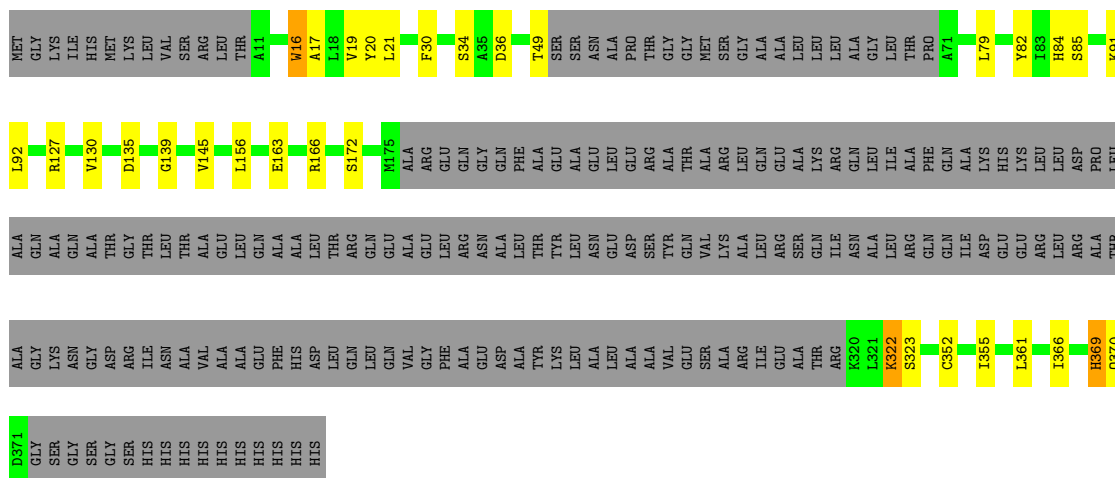 MET GLY LYS ILE HIS MET LYS LEU VAL SER ARG LEU THR A11 W16 A17 L18 V19 Y20 L21 F30 S34 A35 D36 T49 SER SER ASN ALA PRO THR GLY GLY MET SER GLY ALA ALA LEU LEU LEU ALA GLY LEU THR PRO A71 L79 Y82 I83 H84 S85 K91
L92 R127 V130 D135 G139 V145 L156 E163 R166 S172 M175 ALA ARG GLU GLN GLY GLN PHE ALA GLU ALA GLU LEU GLU ARG ALA THR ALA ARG LEU GLN GLU ALA LYS ARG GLN LEU ILE ALA PHE GLN ALA LYS HIS LYS LEU LEU ASP PRO LEU
ALA GLN ALA GLN ALA THR GLY THR LEU THR ALA GLU LEU GLN ALA ALA LEU THR ARG GLN GLU ALA GLU LEU ARG ASN ALA LEU THR TYR LEU ASN GLU ASP SER TYR GLN VAL LYS ALA LEU ARG SER GLN ILE ASN ALA LEU ARG GLN GLN ILE ASP GLU GLU ARG LEU ARG ALA THR
ALA GLY LYS ASN GLY ASP ARG ILE ASN ALA VAL ALA ALA GLU PHE HIS ASP LEU GLN LEU GLN VAL GLY PHE ALA GLU ASP ALA TYR LYS LEU ALA LEU ALA ALA VAL GLU SER ALA ARG ILE GLU ALA THR ARG K320 L321 K322 S323 C352 I355 L361 I366 H369
D371 GLY SER GLY SER GLY SER HIS HIS HIS HIS HIS ALA ALA HIS HIS HIS HIS